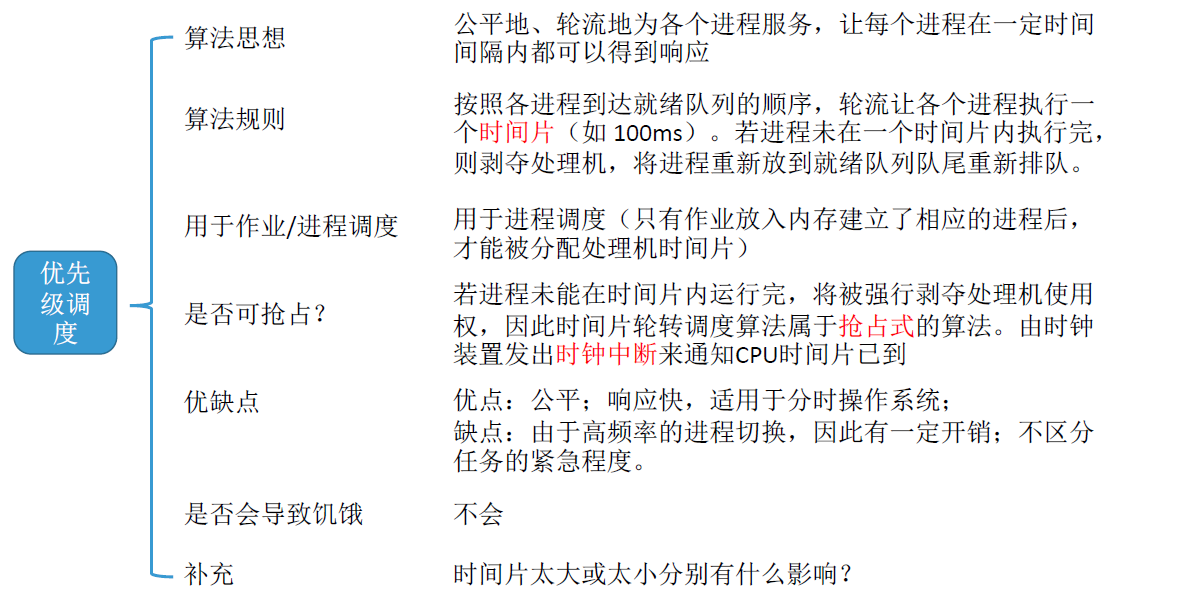 优先
级调
度
算法思想
公平地、轮流地为各个进程服务，让每个进程在一定时间
间隔内都可以得到响应
算法规则
按照各进程到达就绪队列的顺序，轮流让各个进程执行一
个时间片（如 100ms）。若进程未在一个时间片内执行完，
则剥夺处理机，将进程重新放到就绪队列队尾重新排队。
用于作业/进程调度
用于进程调度（只有作业放入内存建立了相应的进程后，
才能被分配处理机时间片）
是否可抢占？
若进程未能在时间片内运行完，将被强行剥夺处理机使用
权，因此时间片轮转调度算法属于抢占式的算法。由时钟
装置发出时钟中断来通知CPU时间片已到
优缺点
优点：公平；响应快，适用于分时操作系统；
缺点：由于高频率的进程切换，因此有一定开销；不区分
任务的紧急程度。
是否会导致饥饿
不会
补充
时间片太大或太小分别有什么影响？